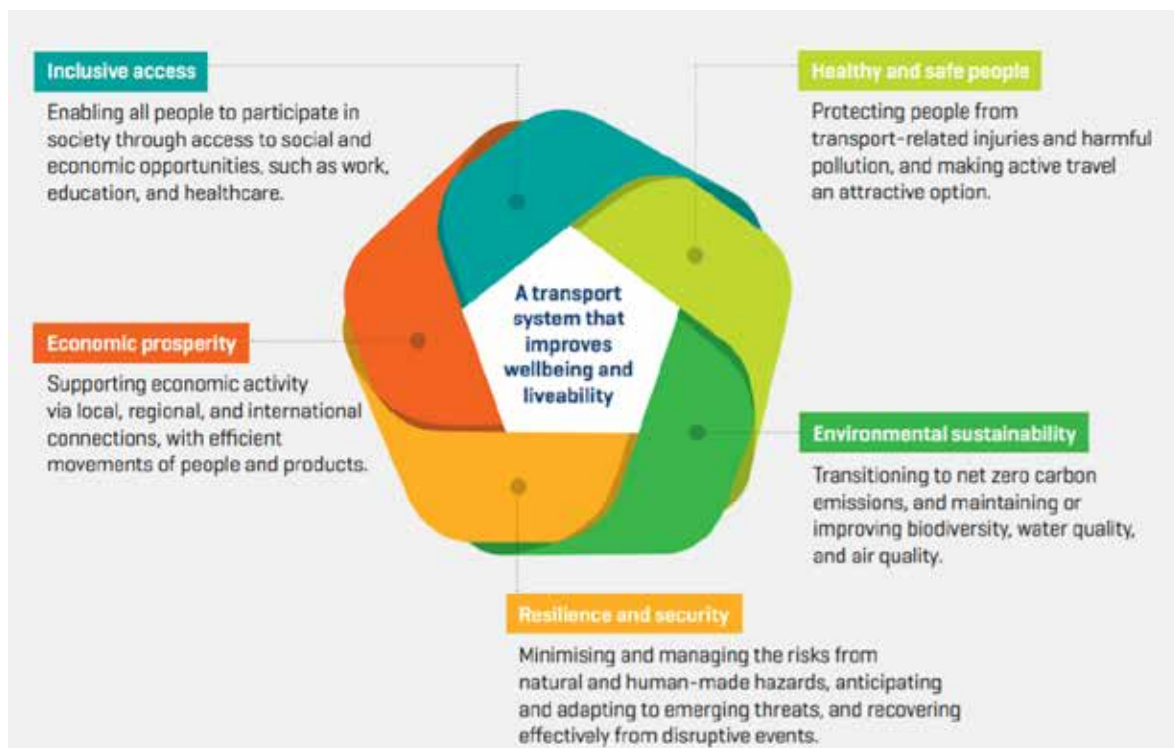 Inclusive access
Enabling all people to participate in
society through access to social and
economic opportunities, such as work,
education, and healthcare.
Healthy and safe people
Protecting people from
transport-related injuries and harmful
pollution, and making active travel
an attractive option.
A transport
system that
improves
wellbeing and
liveability
Economic prosperity
Supporting economic activity
via local, regional, and international
connections, with efficient
movements of people and products.
Environmental sustainability
Transitioning to net zero carbon
emissions, and maintaining or
improving biodiversity, water quality,
and air quality.
Resilience and security
Minimising and managing the risks from
natural and human-made hazards, anticipating
and adapting to emerging threats, and recovering
effectively from disruptive events.